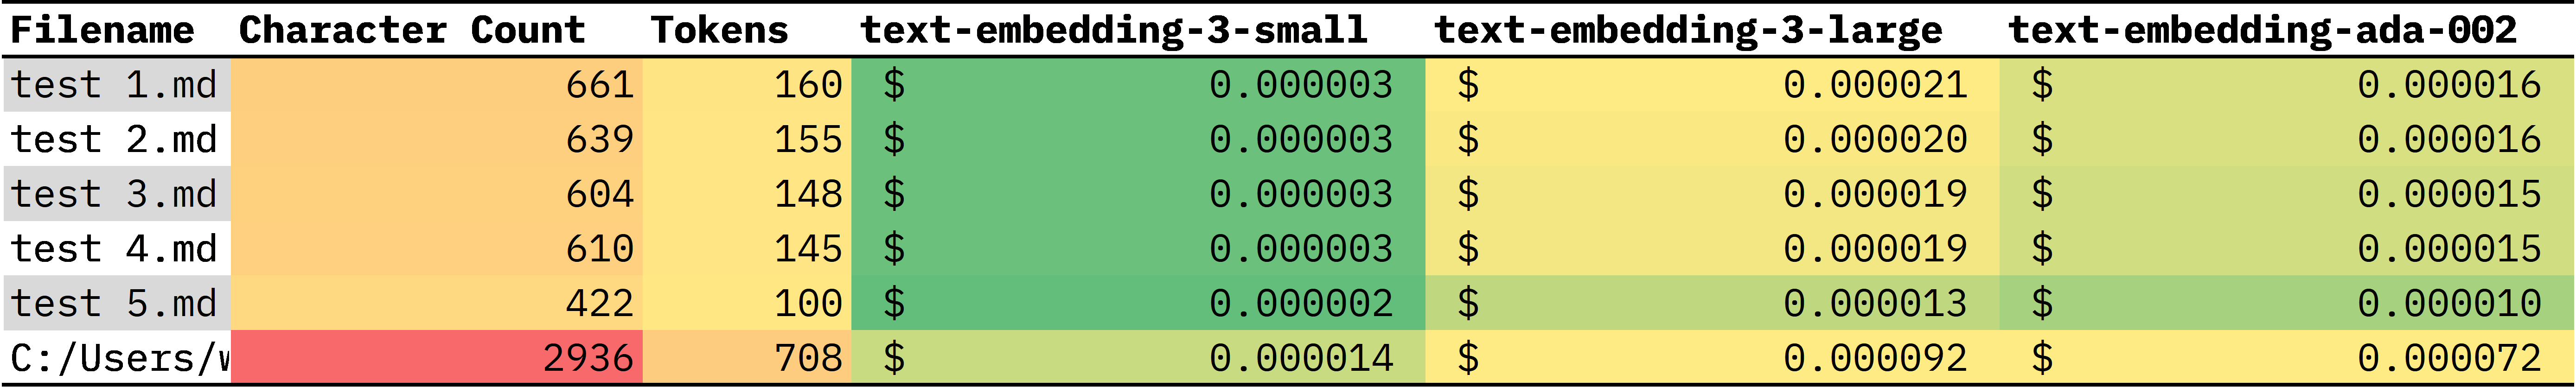 Filename Character Count Tokens text-embedding-3-small text-embedding-3-large text-embedding-ada-002
test 1.md 661 160 $ 0.000003 $ 0.000021 $ 0.000016
test 2.md 639 155 $ 0.000003 $ 0.000020 $ 0.000016
test 3.md 604 148 $ 0.000003 $ 0.000019 $ 0.000015
test 4.md 610 145 $ 0.000003 $ 0.000019 $ 0.000015
test 5.md 422 100 $ 0.000002 $ 0.000013 $ 0.000010
C:/Users/ 2936 708 $ 0.000014 $ 0.000092 $ 0.000072